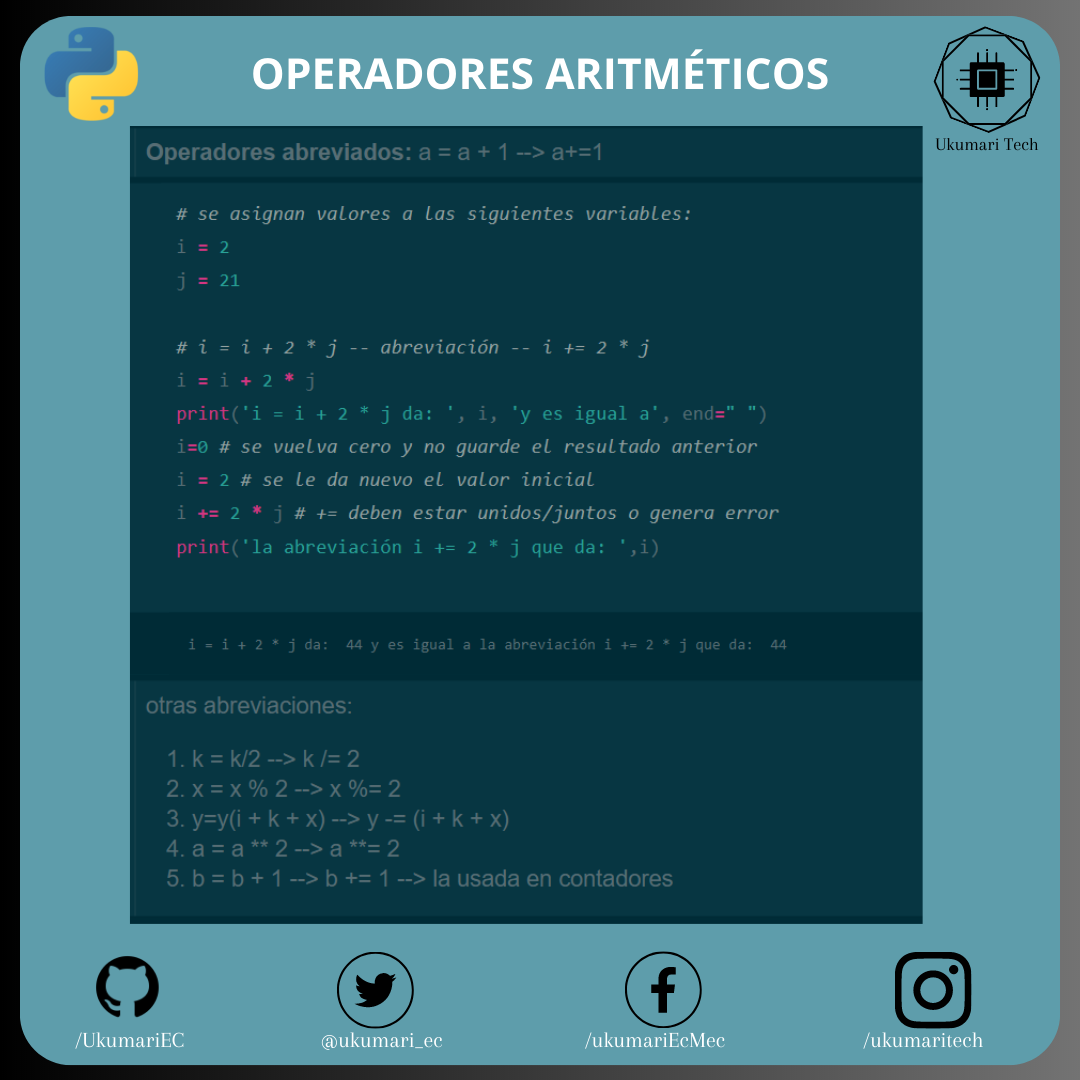 OPERADORES ARITMÉTICOS
Ukumari Tech
Operadores abreviados: a = a + 1 --> a+=1
# se asignan valores a las siguientes variables:
i = 2
j = 21
# i = i + 2 * j -- abreviación -- i += 2 * j
i = i + 2 * j
print('i = i + 2 * j da: ', i, 'y es igual a', end=" ")
i=0 # se vuelva cero y no guarde el resultado anterior
i = 2 # se le da nuevo el valor inicial
i += 2 * j # += deben estar unidos/juntos o genera error
print('la abreviación i += 2 * j que da: ',i)
i = i + 2 * j da:  44 y es igual a la abreviación i += 2 * j que da:  44
otras abreviaciones:
1. k = k/2 --> k /= 2
2. x = x % 2 --> x %= 2
3. y=y(i + k + x) --> y -= (i + k + x)
4. a = a ** 2 --> a **= 2
5. b = b + 1 --> b += 1 --> la usada en contadores
/UkumariEC
@ukumari_ec
/ukumariEcMec
/ukumaritech